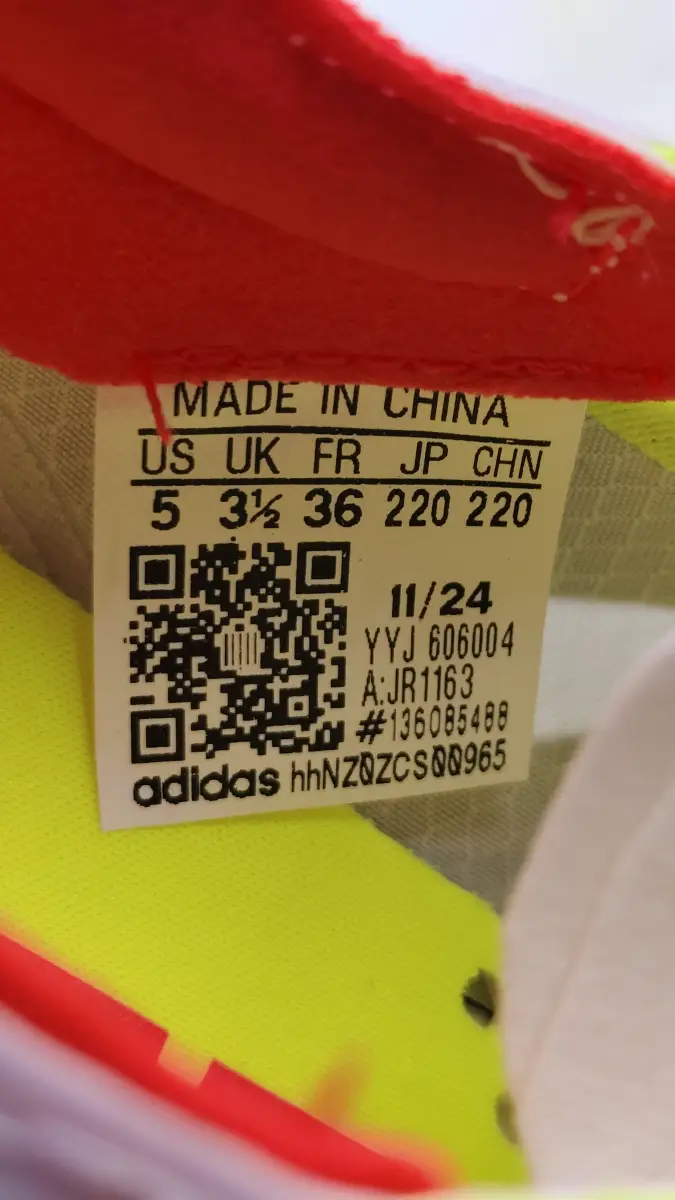 MADE IN CHINA
US UK FR JP CHN
5 3½ 36 220 220
11/24
YYJ 606004
A:JR1163
#136085488
adidas hhNZ0ZCS00965